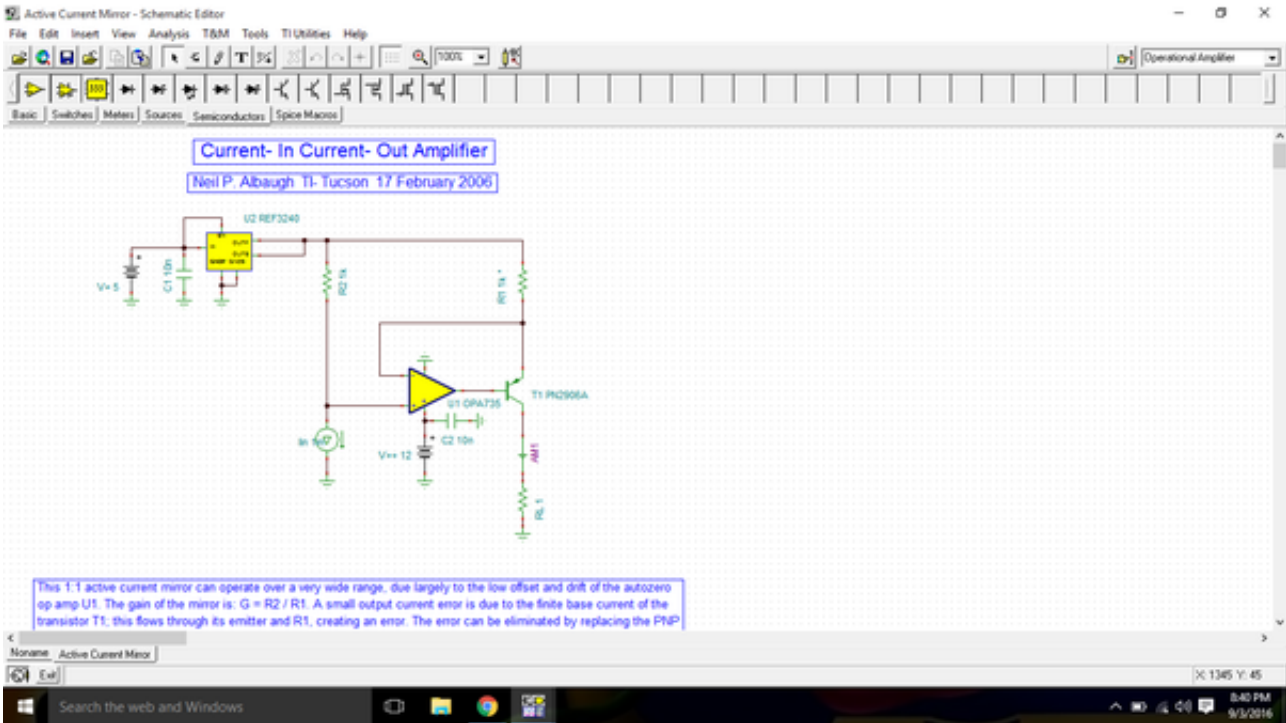 Active Current Mirror - Schematic Editor
File Edit Insert View Analysis T&M Tools TI Utilities Help
100%
Operational Amplifier
Basic Switches Meters Sources Semiconductors Spice Macros
Current- In Current- Out Amplifier
Neil P. Albaugh TI- Tucson 17 February 2006
U2 REF3240
V+ 5
C1 10n
R2 1k
R1 1k *
U1 OPA735
T1 PN2906A
C2 10n
V++ 12
AM1
RL 1
This 1:1 active current mirror can operate over a very wide range, due largely to the low offset and drift of the autozero
op amp U1. The gain of the mirror is: G = R2 / R1. A small output current error is due to the finite base current of the
transistor T1; this flows through its emitter and R1, creating an error. The error can be eliminated by replacing the PNP
Noname Active Current Mirror
Exit
X: 1345 Y: 45
Search the web and Windows
8:40 PM
9/3/2016